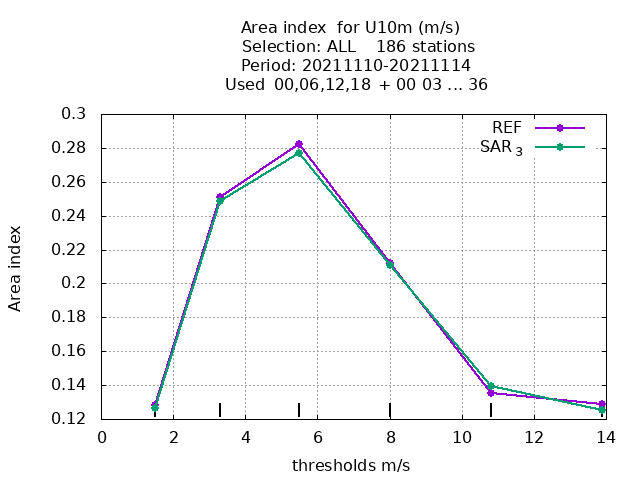 Area index  for U10m (m/s)
Selection: ALL    186 stations
Period: 20211110-20211114
Used  00,06,12,18  + 00 03 ... 36
REF
SAR 3
0.3
0.28
0.26
0.24
0.22
0.2
0.18
0.16
0.14
0.12
Area index
0 2 4 6 8 10 12 14
thresholds m/s